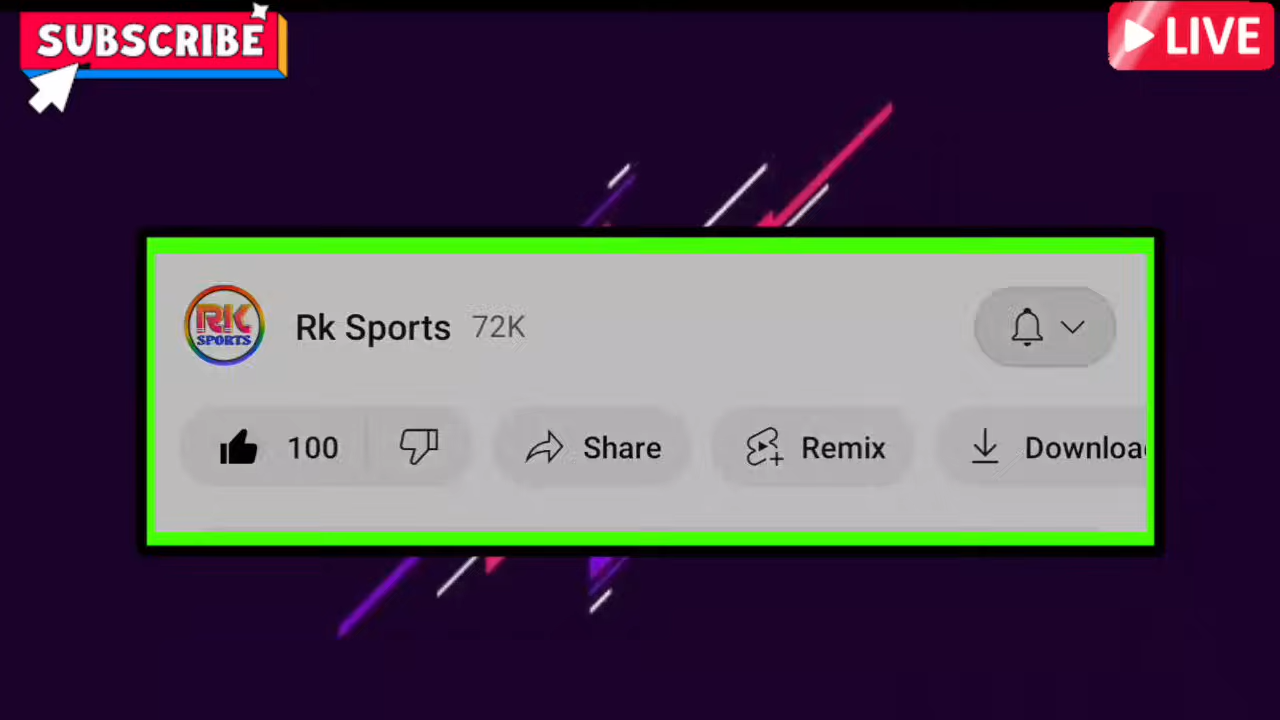 SUBSCRIBE
LIVE
RK
SPORTS
Rk Sports 72K
100 Share Remix Downloa